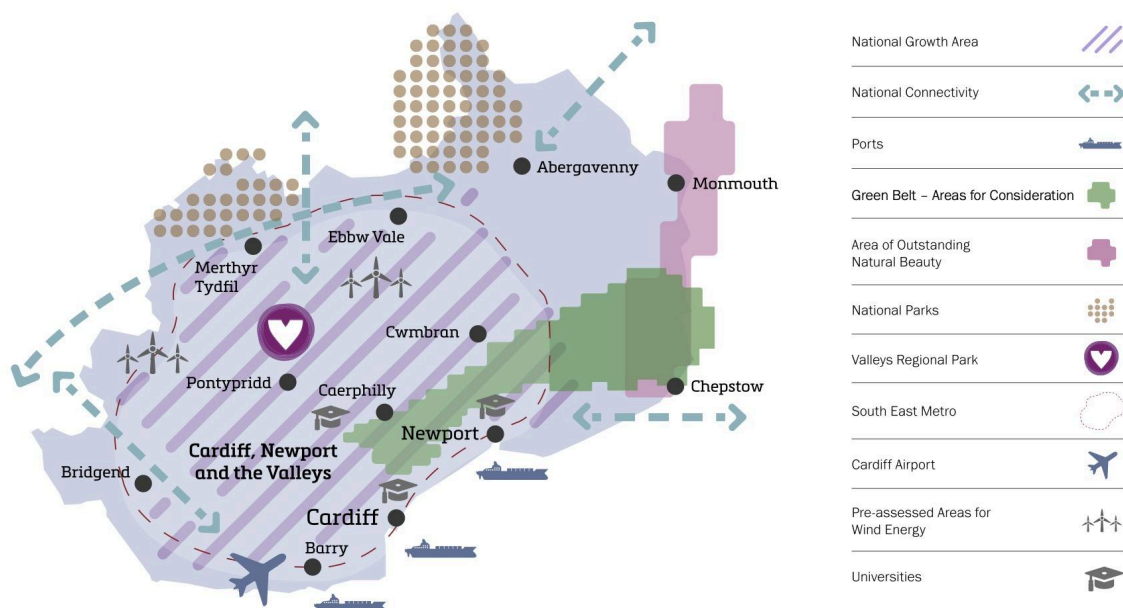 Abergavenny
Monmouth
Ebbw Vale
Merthyr
Tydfil
Cwmbran
Pontypridd
Caerphilly
Chepstow
Newport
Cardiff, Newport
and the Valleys
Bridgend
Cardiff
Barry
National Growth Area
National Connectivity
Ports
Green Belt – Areas for Consideration
Area of Outstanding
Natural Beauty
National Parks
Valleys Regional Park
South East Metro
Cardiff Airport
Pre-assessed Areas for
Wind Energy
Universities